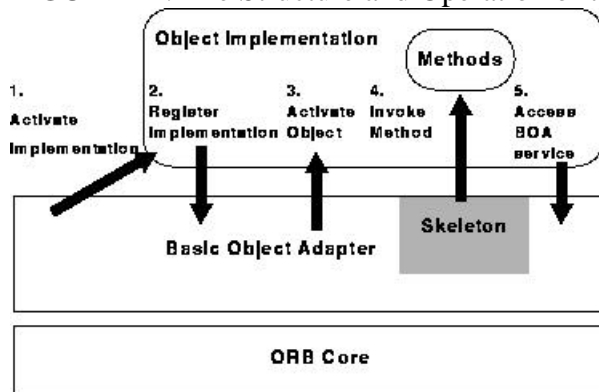 Object Implementation
Methods
1.
Activate
Implementation
2.
Register
Implementation
3.
Activate
Object
4.
Invoke
Method
5.
Access
BOA
service
Skeleton
Basic Object Adapter
ORB Core